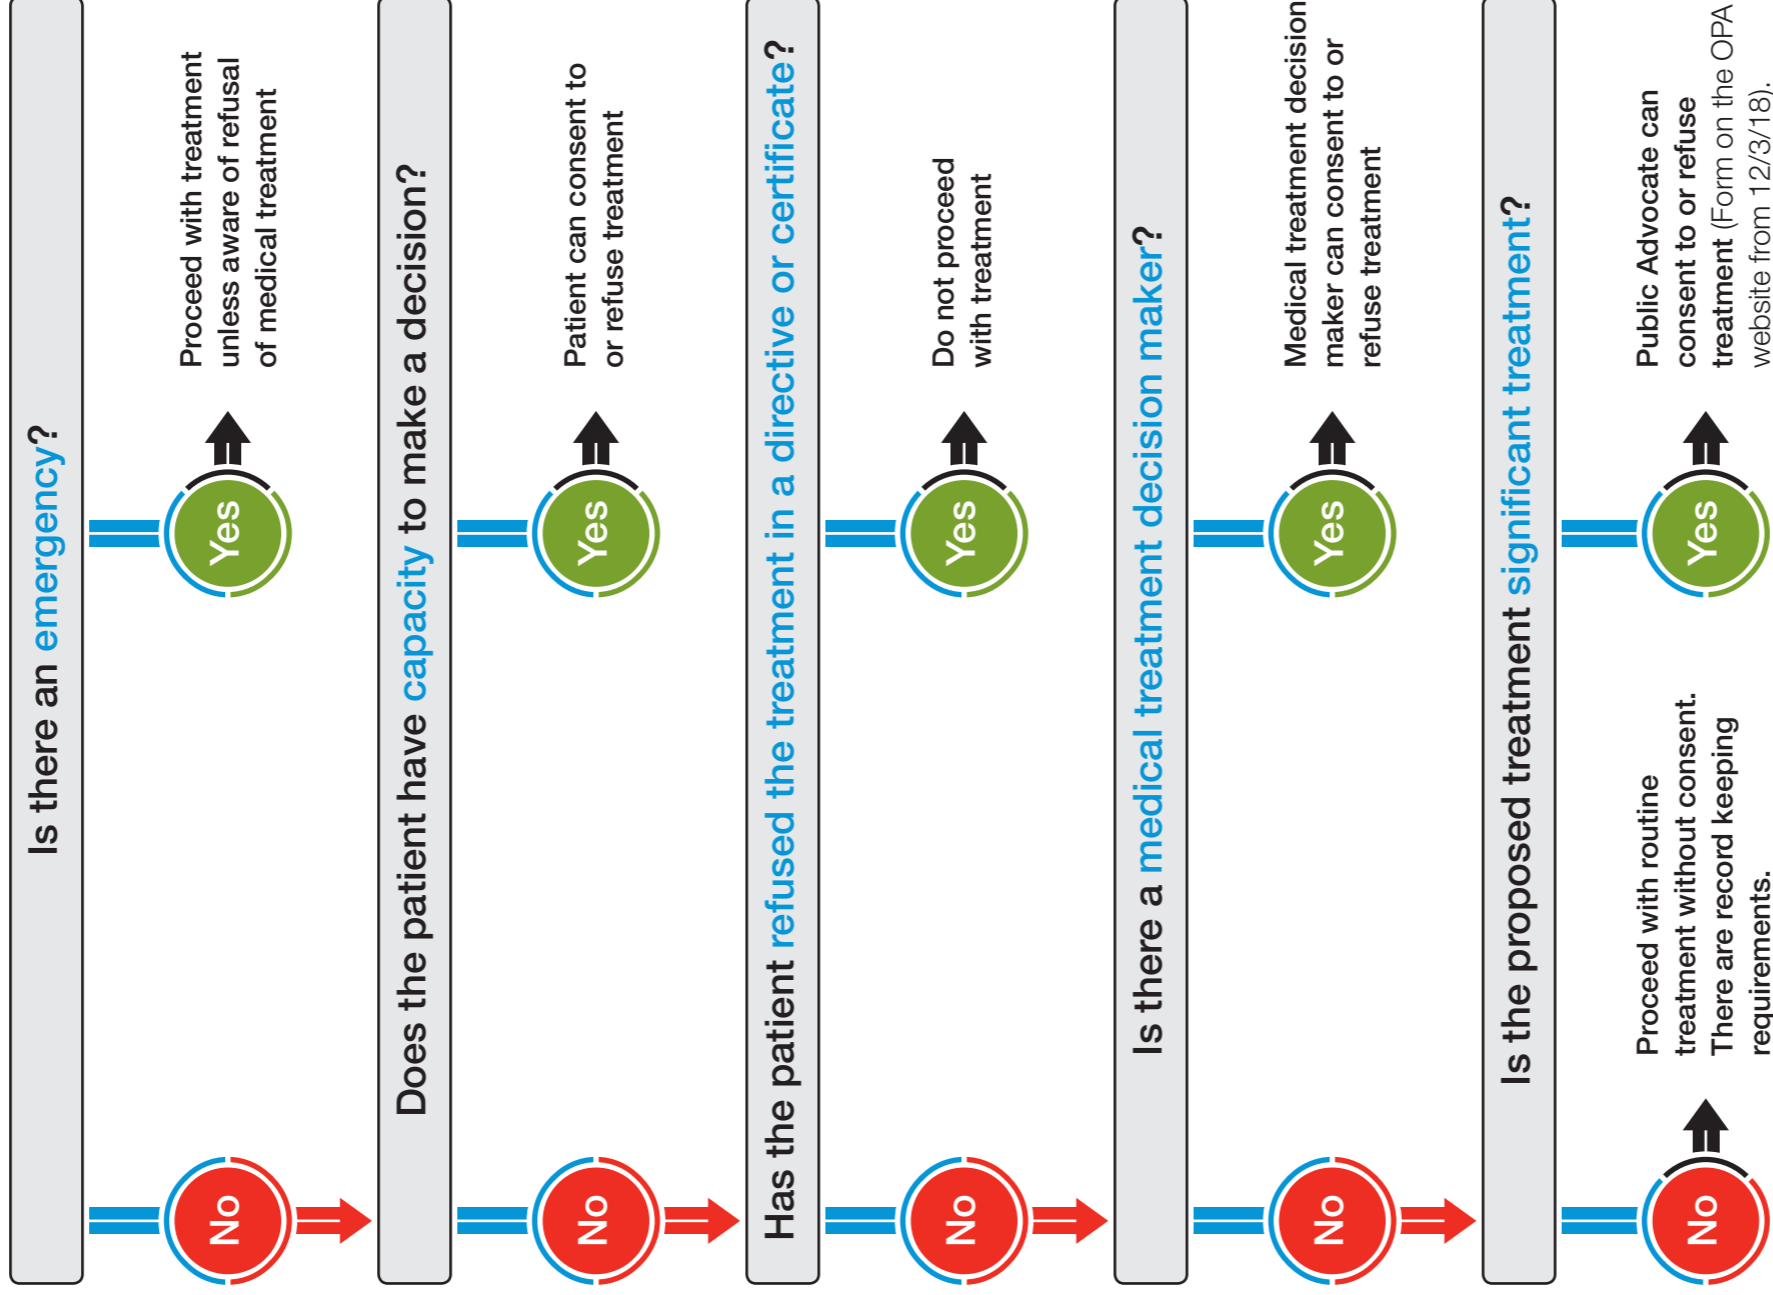 Is there an emergency?
No
Yes
Proceed with treatment
unless aware of refusal
of medical treatment
Does the patient have capacity to make a decision?
No
Yes
Patient can consent to
or refuse treatment
Has the patient refused the treatment in a directive or certificate?
No
Yes
Do not proceed
with treatment
Is there a medical treatment decision maker?
No
Yes
Medical treatment decision
maker can consent to or
refuse treatment
Is the proposed treatment significant treatment?
No
Proceed with routine
treatment without consent.
There are record keeping
requirements.
Yes
Public Advocate can
consent to or refuse
treatment (Form on the OPA
website from 12/3/18).